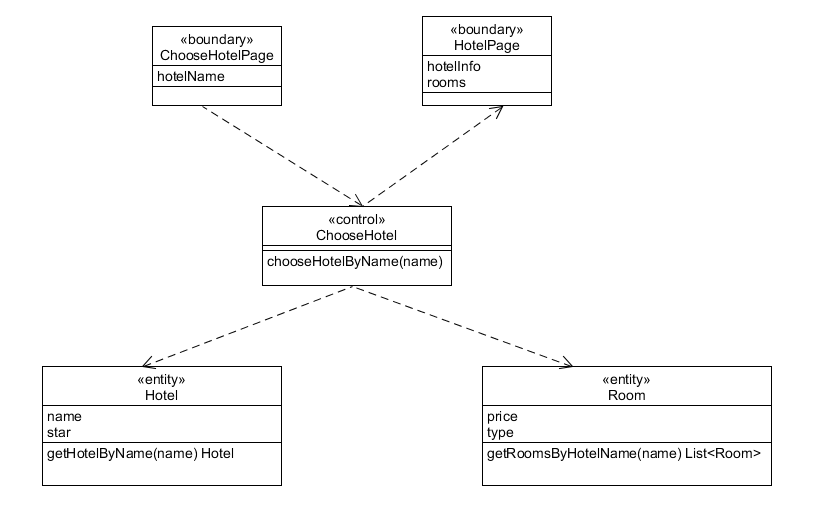 «boundary»
ChooseHotelPage
hotelName
«boundary»
HotelPage
hotelInfo
rooms
«control»
ChooseHotel
chooseHotelByName(name)
«entity»
Hotel
name
star
getHotelByName(name) Hotel
«entity»
Room
price
type
getRoomsByHotelName(name) List<Room>